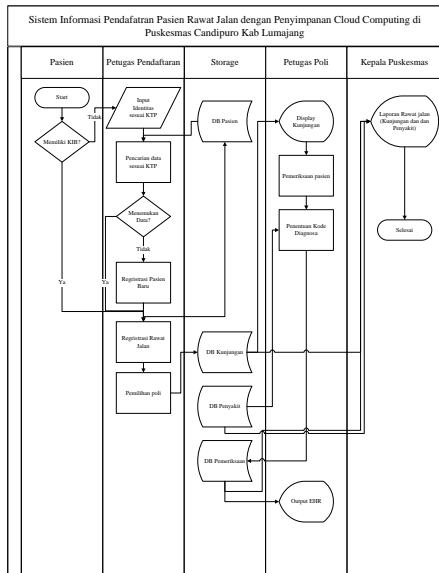 Sistem Informasi Pendafatran Pasien Rawat Jalan dengan Penyimpanan Cloud Computing di
Puskesmas Candipuro Kab Lumajang
Pasien
Petugas Pendaftaran
Storage
Petugas Poli
Kepala Puskesmas
Start
Memiliki KIB?
Tidak
Ya
Input
Identitas
sesuai KTP
Pencarian data
sesuai KTP
Menemukan
Data?
Tidak
Ya
Regristrasi Pasien
Baru
Regristrasi Rawat
Jalan
Pemilihan poli
DB Pasien
DB Kunjungan
DB Penyakit
DB Pemeriksaan
Display
Kunjungan
Pemeriksaan pasien
Penentuan Kode
Diagnosa
Output EHR
Laporan Rawat jalan
(Kunjungan dan dan
Penyakit)
Selesai